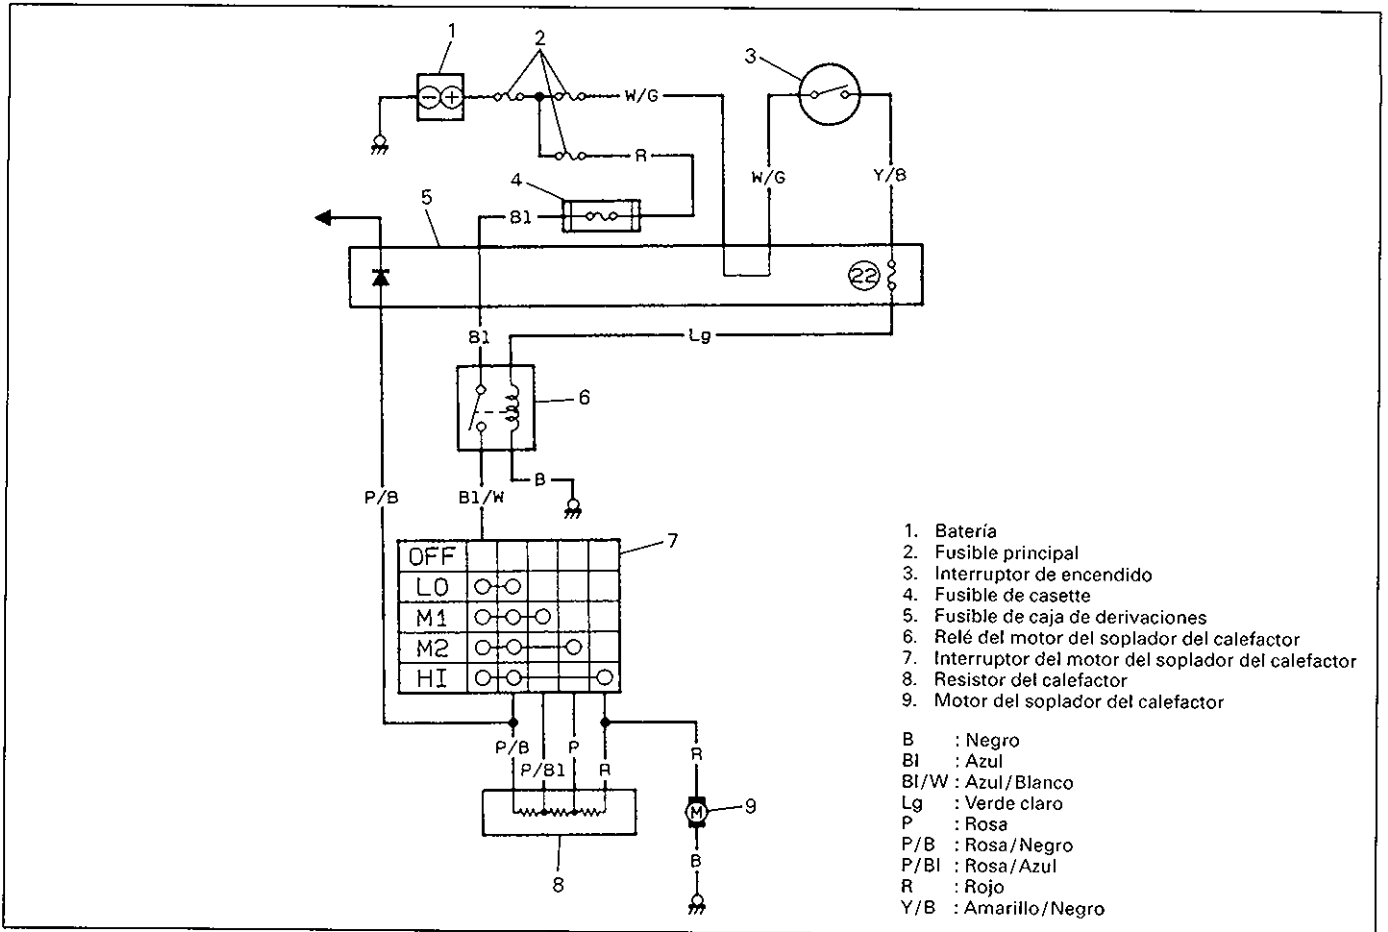 1
2
3
W/G
R
W/G
Y/B
4
5
Bl
22
Bl
Lg
6
P/B
Bl/W
B
7
OFF
LO
M1
M2
HI
P/B
P/Bl
P
R
R
M
9
B
8
1. Batería
2. Fusible principal
3. Interruptor de encendido
4. Fusible de casette
5. Fusible de caja de derivaciones
6. Relé del motor del soplador del calefactor
7. Interruptor del motor del soplador del calefactor
8. Resistor del calefactor
9. Motor del soplador del calefactor
B : Negro
Bl : Azul
Bl/W : Azul/Blanco
Lg : Verde claro
P : Rosa
P/B : Rosa/Negro
P/Bl : Rosa/Azul
R : Rojo
Y/B : Amarillo/Negro